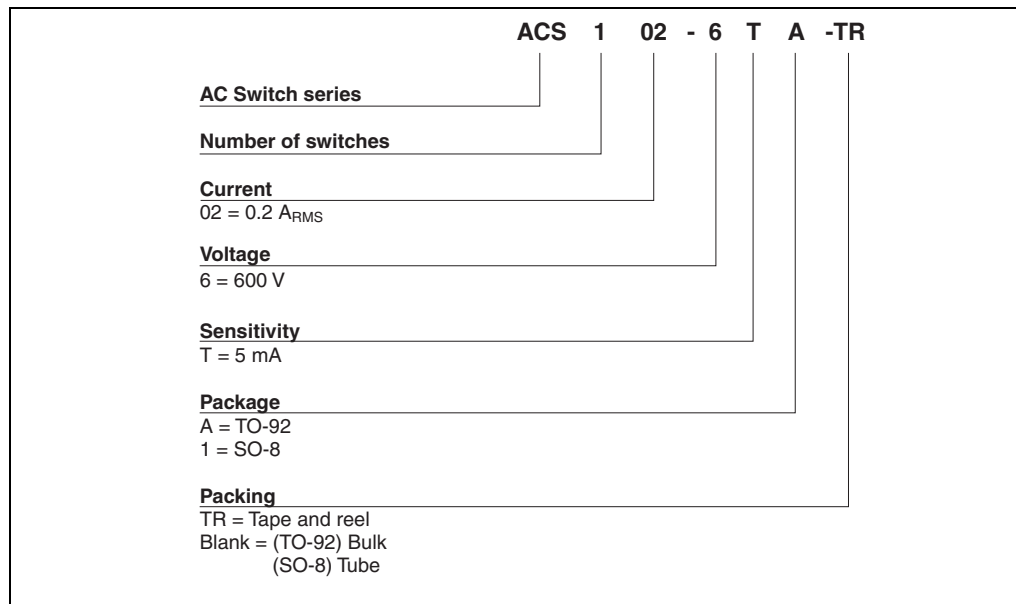 ACS 1 02 - 6 T A -TR
AC Switch series
Number of switches
Current
02 = 0.2 ARMS
Voltage
6 = 600 V
Sensitivity
T = 5 mA
Package
A = TO-92
1 = SO-8
Packing
TR = Tape and reel
Blank = (TO-92) Bulk
(SO-8) Tube